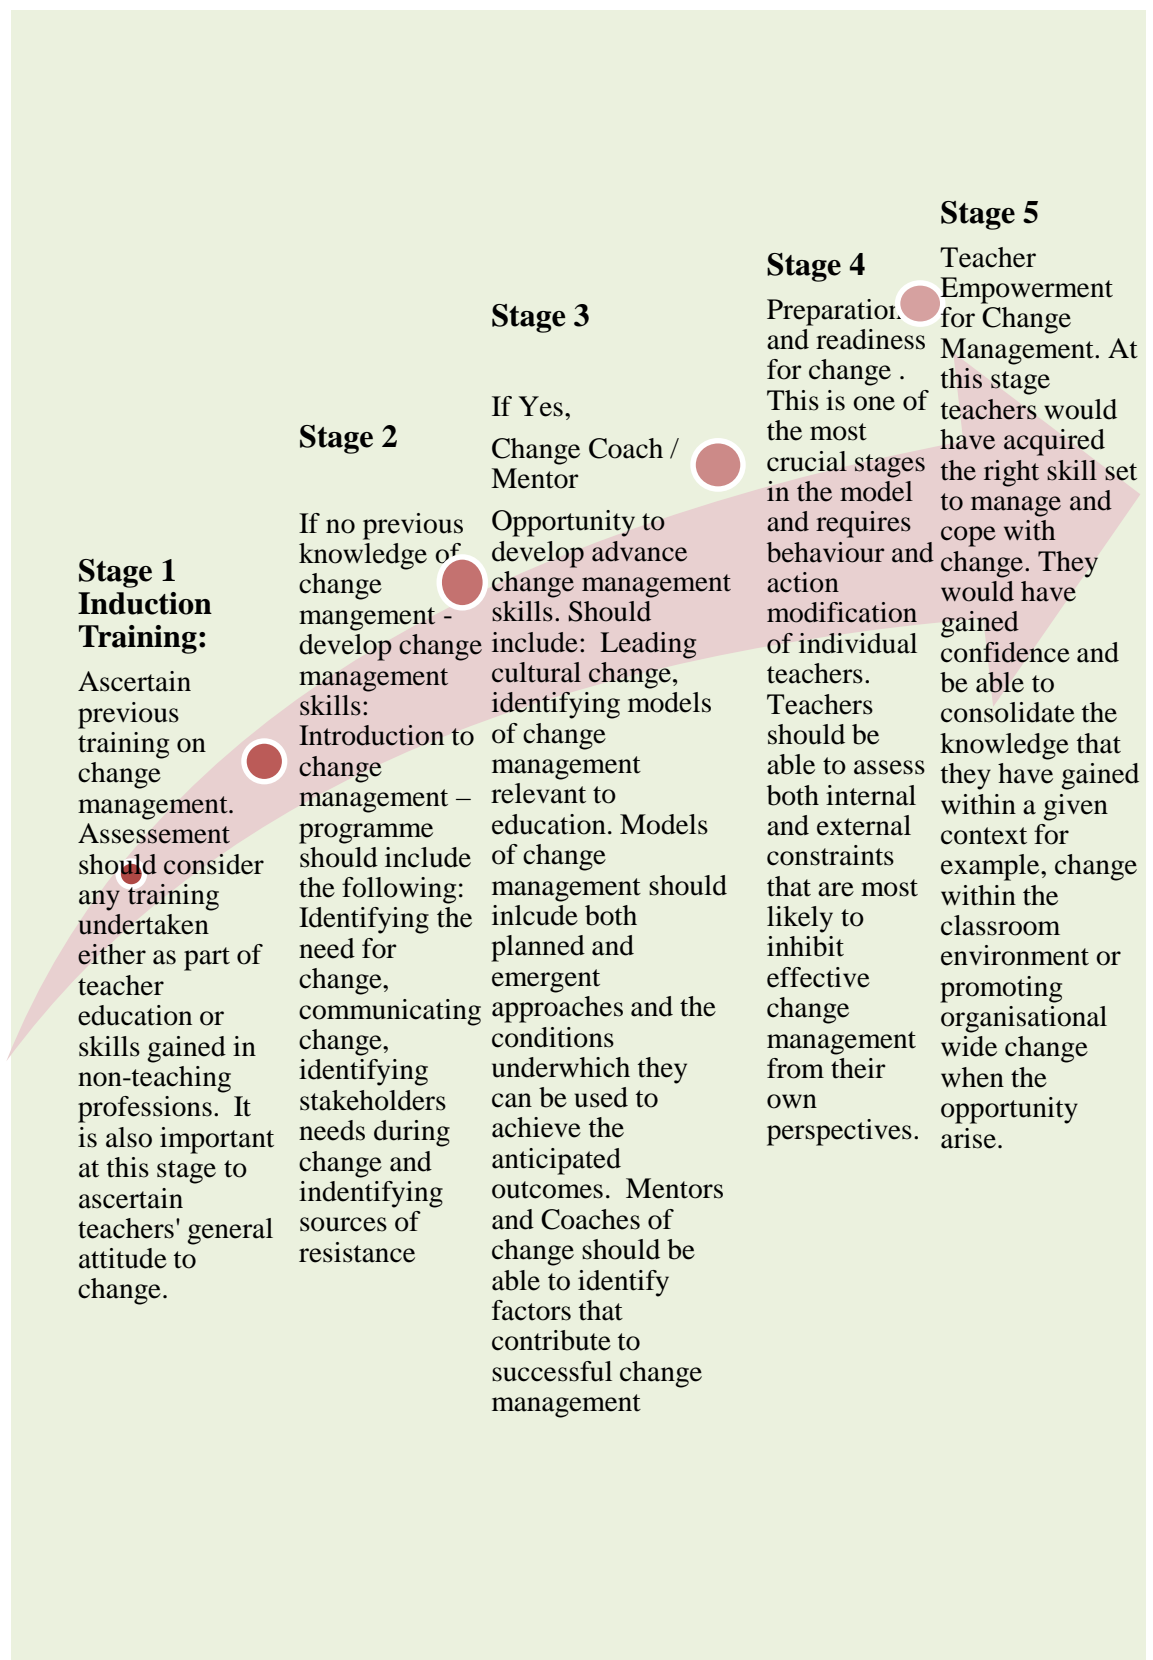 Stage 1
Induction
Training:
Ascertain
previous
training on
change
management.
Assessement
should consider
any training
undertaken
either as part of
teacher
education or
skills gained in
non-teaching
professions.  It
is also important
at this stage to
ascertain
teachers' general
attitude to
change.
Stage 2
If no previous
knowledge of
change
mangement -
develop change
management
skills:
Introduction to
change
management –
programme
should include
the following:
Identifying the
need for
change,
communicating
change,
identifying
stakeholders
needs during
change and
indentifying
sources of
resistance
Stage 3
If Yes,
Change Coach /
Mentor
Opportunity to
develop advance
change management
skills. Should
include:  Leading
cultural change,
identifying models
of change
management
relevant to
education. Models
of change
management should
inlcude both
planned and
emergent
approaches and the
conditions
underwhich they
can be used to
achieve the
anticipated
outcomes.  Mentors
and Coaches of
change should be
able to identify
factors that
contribute to
successful change
management
Stage 4
Preparation
and readiness
for change .
This is one of
the most
crucial stages
in the model
and requires
behaviour and
action
modification
of individual
teachers.
Teachers
should be
able to assess
both internal
and external
constraints
that are most
likely to
inhibit
effective
change
management
from their
own
perspectives.
Stage 5
Teacher
Empowerment
for Change
Management. At
this stage
teachers would
have acquired
the right skill set
to manage and
cope with
change. They
would have
gained
confidence and
be able to
consolidate the
knowledge that
they have gained
within a given
context for
example, change
within the
classroom
environment or
promoting
organisational
wide change
when the
opportunity
arise.